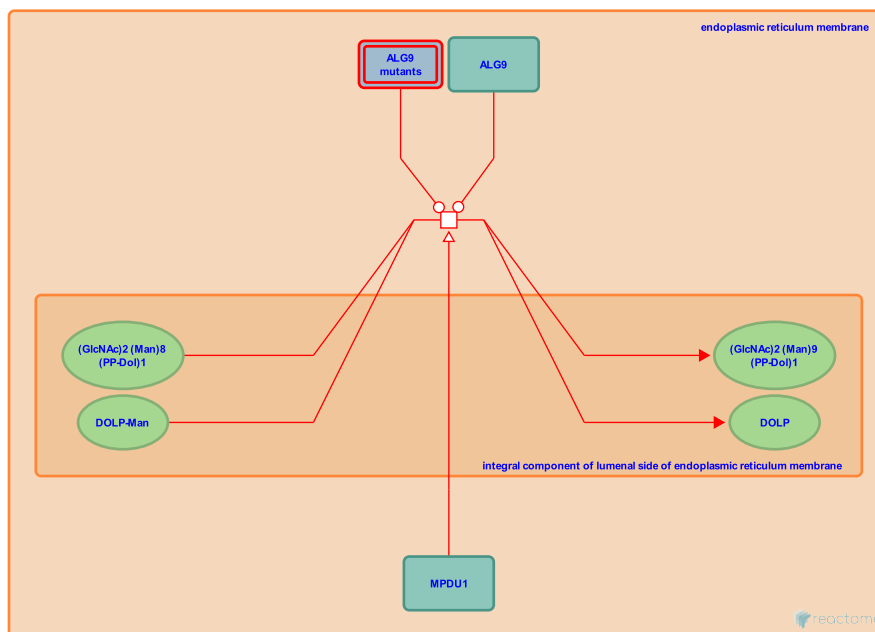 endoplasmic reticulum membrane
ALG9
mutants
ALG9
(GlcNAc)2 (Man)8
(PP-Dol)1
(GlcNAc)2 (Man)9
(PP-Dol)1
DOLP-Man
DOLP
integral component of lumenal side of endoplasmic reticulum membrane
MPDU1
reactome